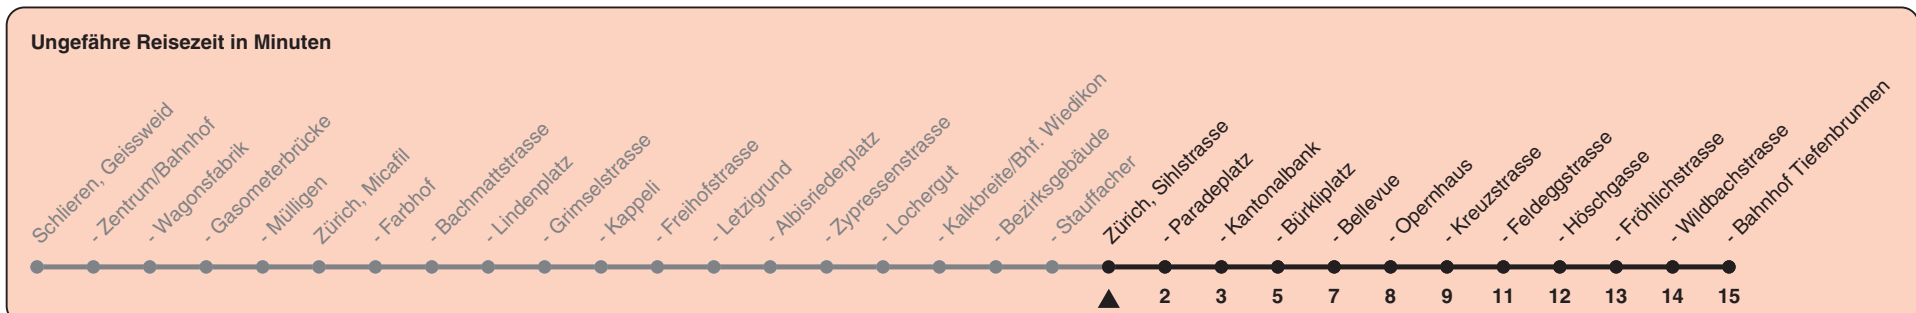 Ungefähre Reisezeit in Minuten
Schlieren, Geissweid
- Zentrum/Bahnhof
- Wagonsfabrik
- Gasometerbrücke
- Mülligen
Zürich, Micafil
- Farbhof
- Bachmattstrasse
- Lindenplatz
- Grimselstrasse
- Kappeli
- Freihofstrasse
- Letzigrund
- Albisriederplatz
- Zypressenstrasse
- Lochergut
- Kalkbreite/Bhf. Wiedikon
- Bezirksgebäude
- Stauffacher
Zürich, Sihlstrasse
- Paradeplatz
- Kantonalbank
- Bürkliplatz
- Bellevue
- Opernhaus
- Kreuzstrasse
- Feldeggstrasse
- Höschgasse
- Fröhlichstrasse
- Wildbachstrasse
- Bahnhof Tiefenbrunnen
2 3 5 7 8 9 11 12 13 14 15